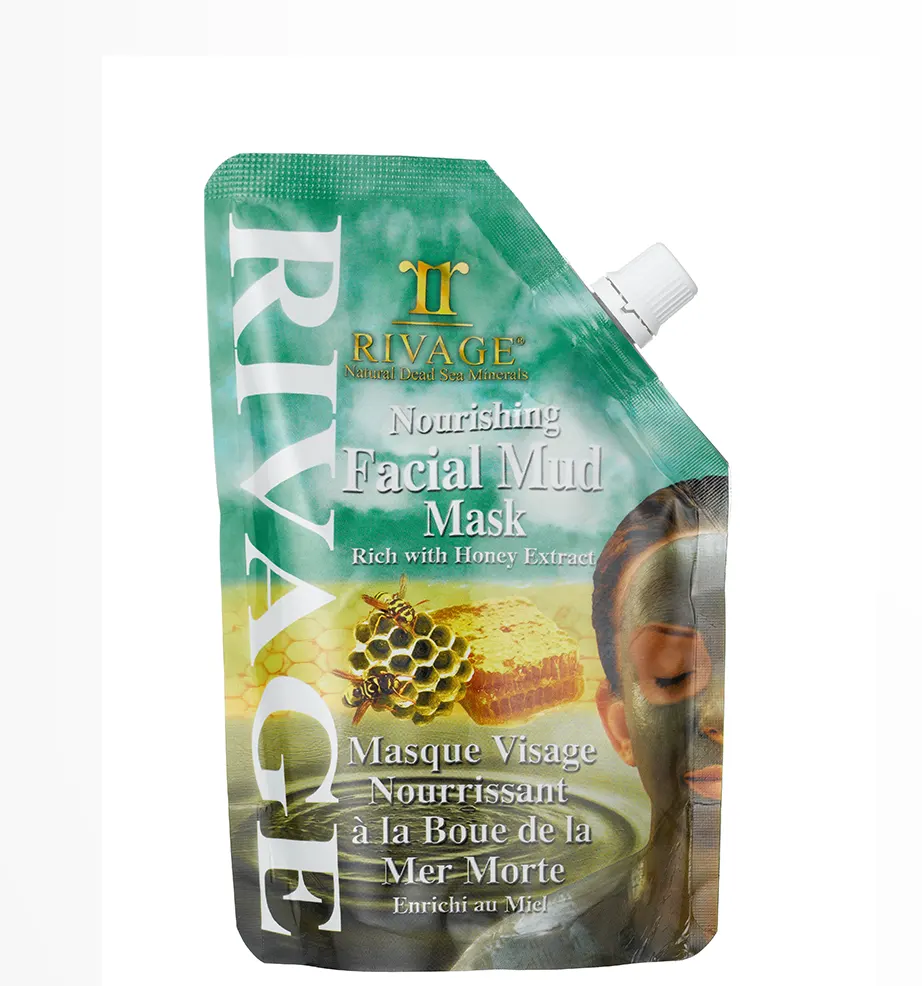 RIVAGE
RIVAGE®
Natural Dead Sea Minerals
Nourishing
Facial Mud
Mask
Rich with Honey Extract
Masque Visage
Nourrissant
à la Boue de la
Mer Morte
Enrichi au Miel